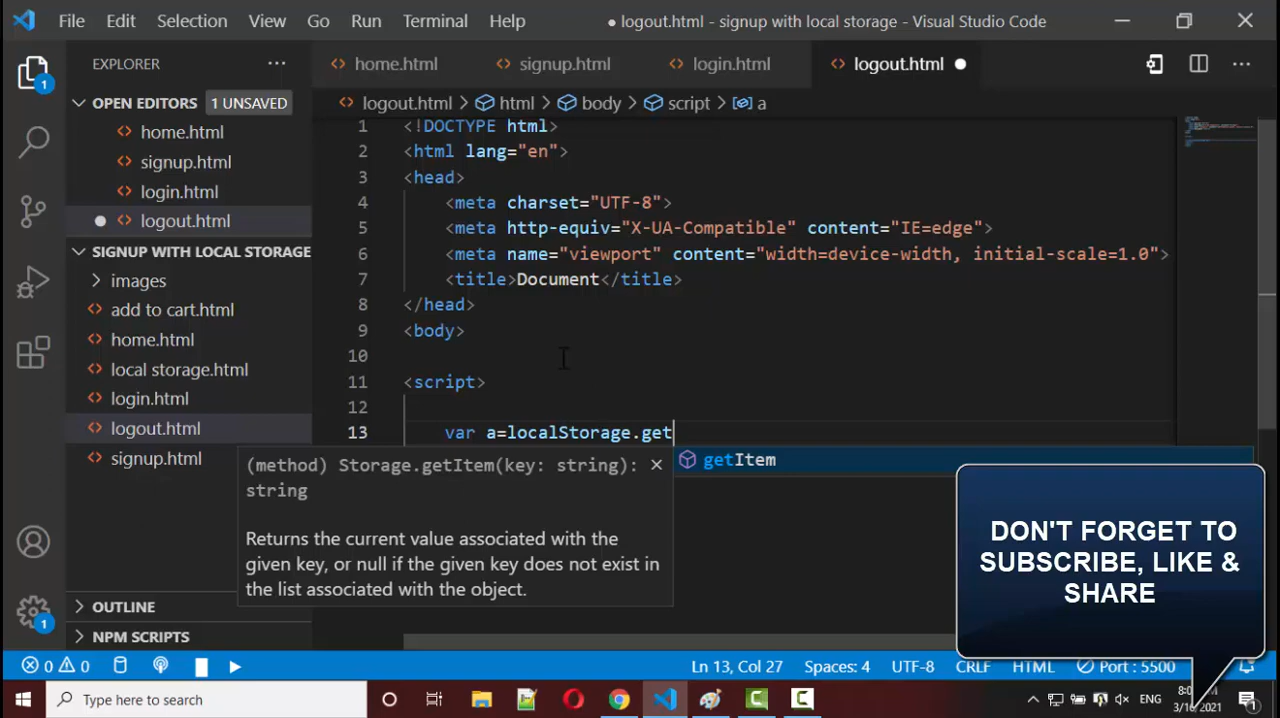 File Edit Selection View Go Run Terminal Help ● logout.html - signup with local storage - Visual Studio Code
EXPLORER ···
home.html signup.html login.html logout.html ●
OPEN EDITORS 1 UNSAVED
home.html
signup.html
login.html
● logout.html
SIGNUP WITH LOCAL STORAGE
images
add to cart.html
home.html
local storage.html
login.html
logout.html
signup.html
OUTLINE
NPM SCRIPTS
1
1
logout.html > html > body > script > a
1 <!DOCTYPE html>
2 <html lang="en">
3 <head>
4 <meta charset="UTF-8">
5 <meta http-equiv="X-UA-Compatible" content="IE=edge">
6 <meta name="viewport" content="width=device-width, initial-scale=1.0">
7 <title>Document</title>
8 </head>
9 <body>
10
11 <script>
12
13 var a=localStorage.get
getItem
(method) Storage.getItem(key: string):
string
Returns the current value associated with the
given key, or null if the given key does not exist in
the list associated with the object.
DON'T FORGET TO
SUBSCRIBE, LIKE &
SHARE
0 0 Ln 13, Col 27 Spaces: 4 UTF-8 CRLF HTML Port : 5500
Type here to search
ENG
1